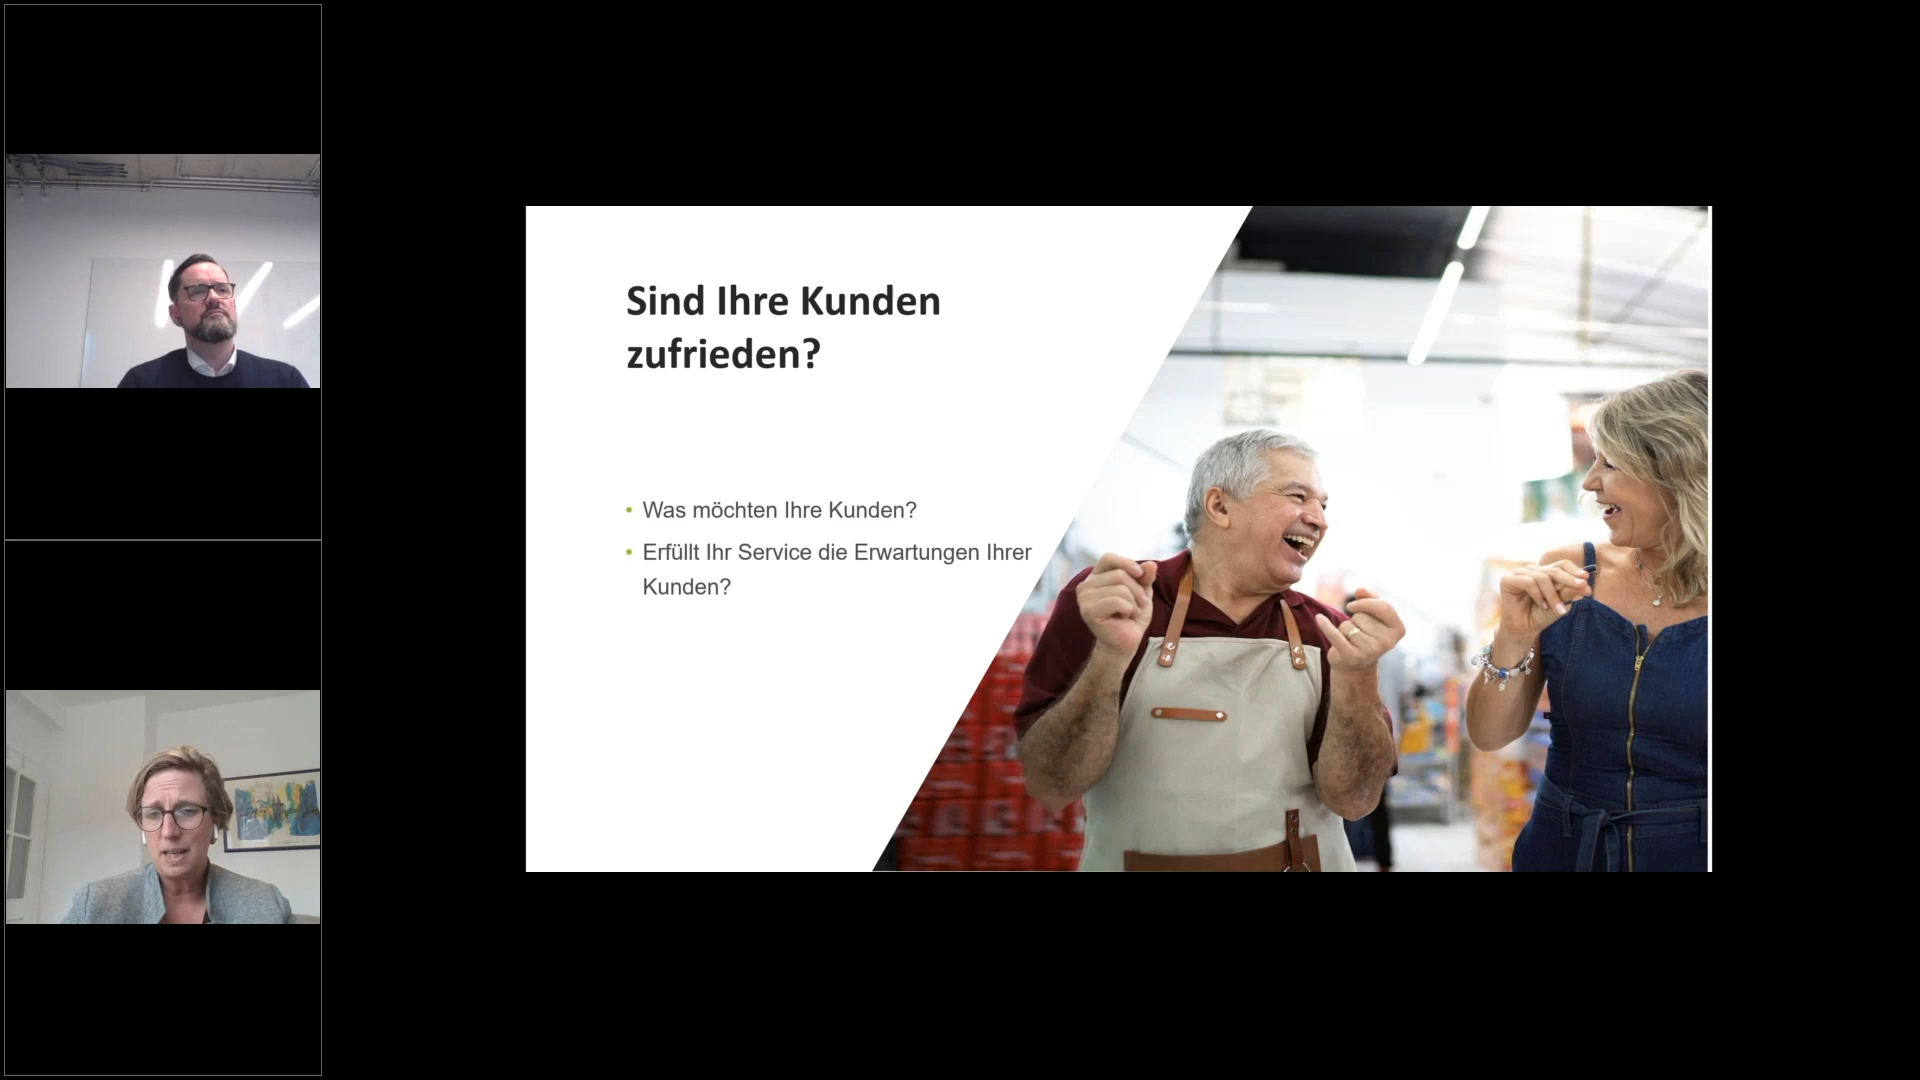 Sind Ihre Kunden
zufrieden?
• Was möchten Ihre Kunden?
• Erfüllt Ihr Service die Erwartungen Ihrer
Kunden?